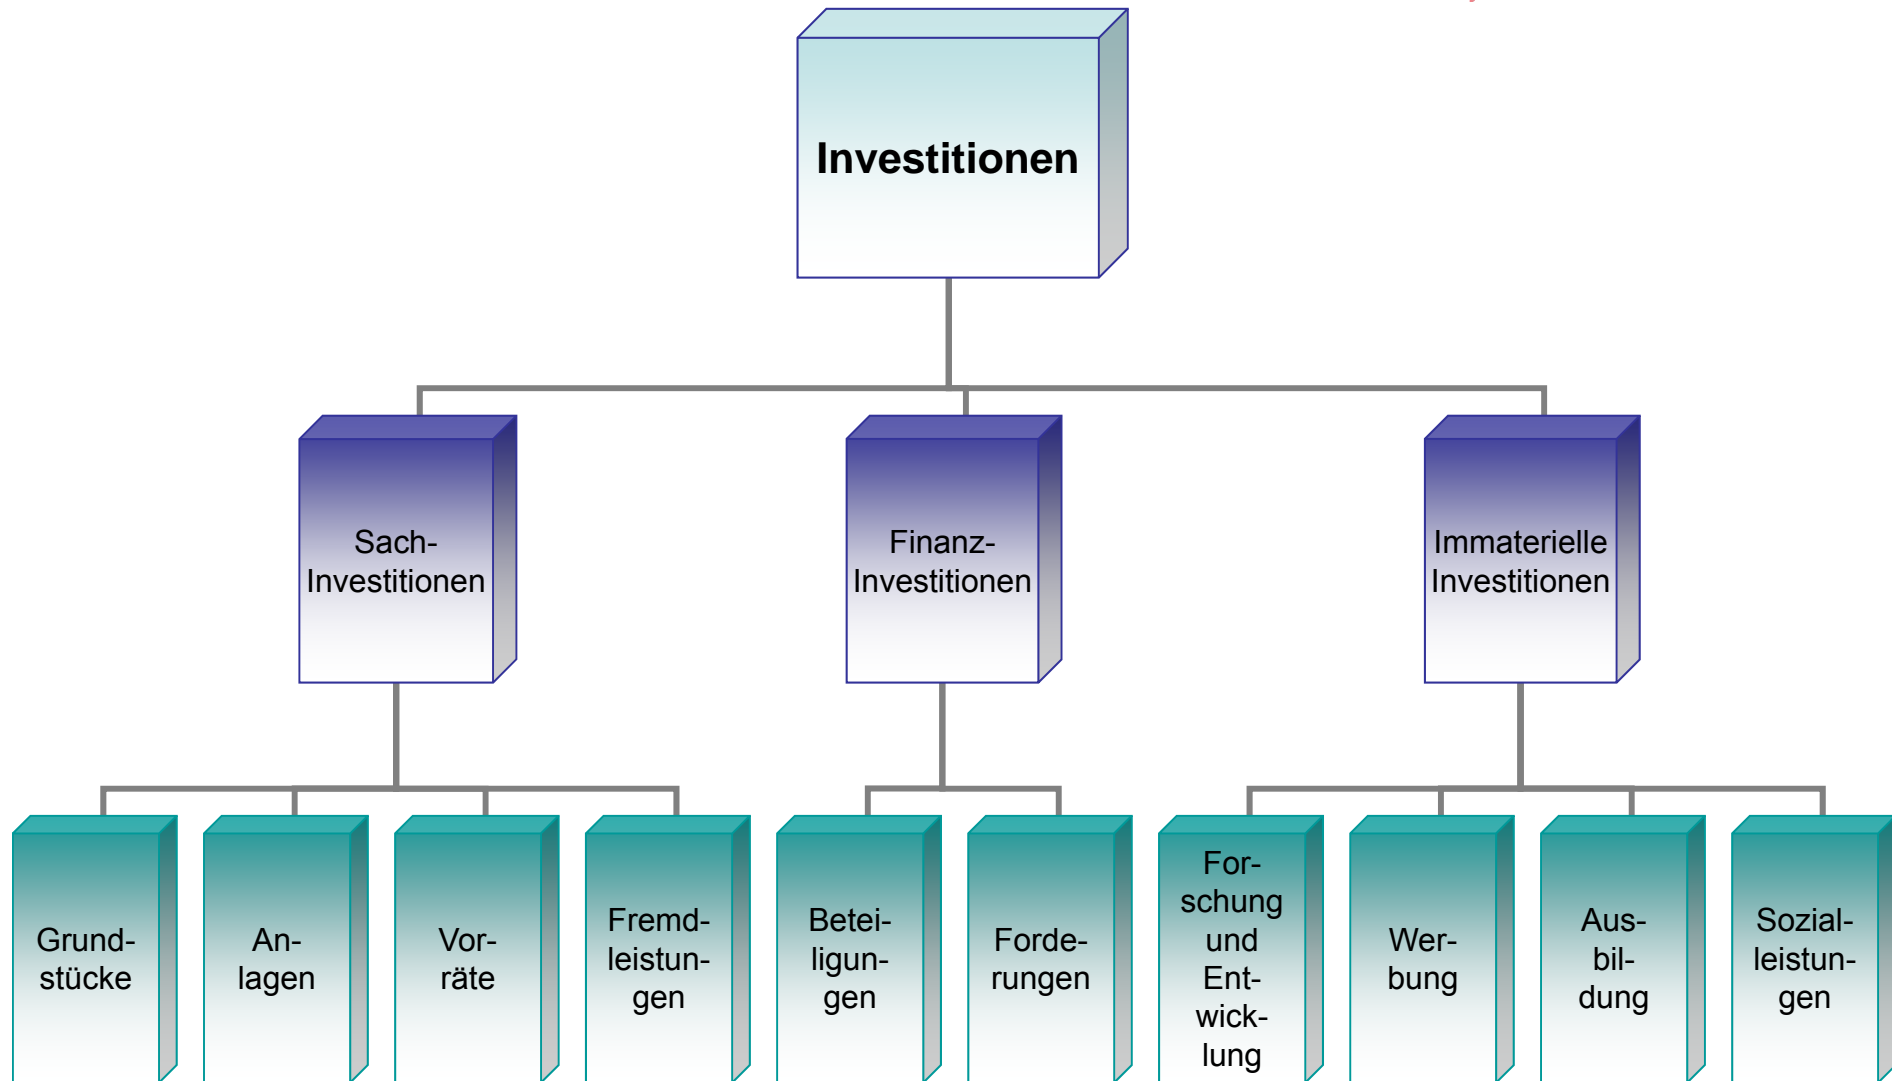 Investitionen
Sach-
Investitionen
Finanz-
Investitionen
Immaterielle
Investitionen
Grund-
stücke
An-
lagen
Vor-
räte
Fremd-
leistun-
gen
Betei-
ligun-
gen
Forde-
rungen
For-
schung
und
Ent-
wick-
lung
Wer-
bung
Aus-
bil-
dung
Sozial-
leistun-
gen